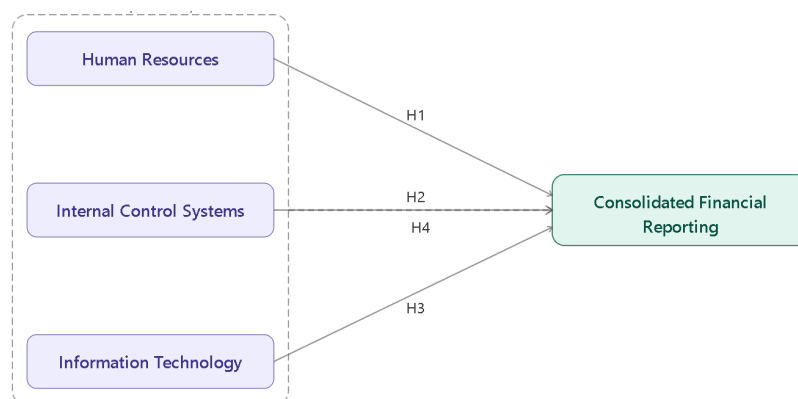 Human Resources
H1
Internal Control Systems
H2
Consolidated Financial
Reporting
H4
H3
Information Technology